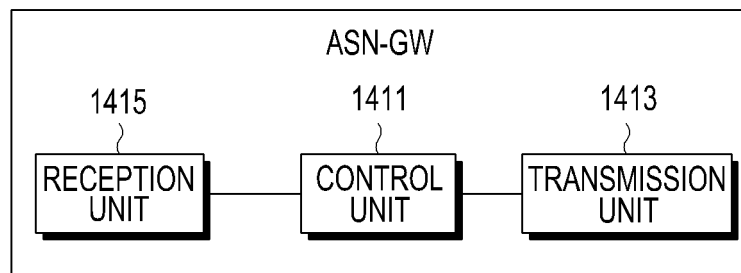 ASN-GW
1415
1411
1413
RECEPTION
UNIT
CONTROL
UNIT
TRANSMISSION
UNIT